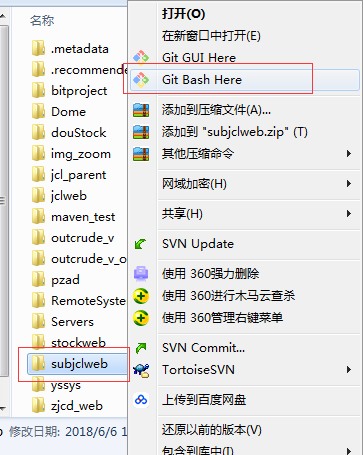 名称
.metadata
.recommende
bitproject
Dome
douStock
img_zoom
jcl_parent
jclweb
maven_test
outcrude_v
outcrude_v_o
pzad
RemoteSystem
Servers
stockweb
subjclweb
yssys
zjcd_web
修改日期: 2018/6/6 1
打开(O)
在新窗口中打开(E)
Git GUI Here
Git Bash Here
添加到压缩文件(A)...
添加到 "subjclweb.zip" (T)
其他压缩命令
网域加密(H)
共享(H)
SVN Update
使用 360强力删除
使用 360进行木马云查杀
使用 360管理右键菜单
SVN Commit...
TortoiseSVN
上传到百度网盘
还原以前的版本(V)
包含到库中(I)